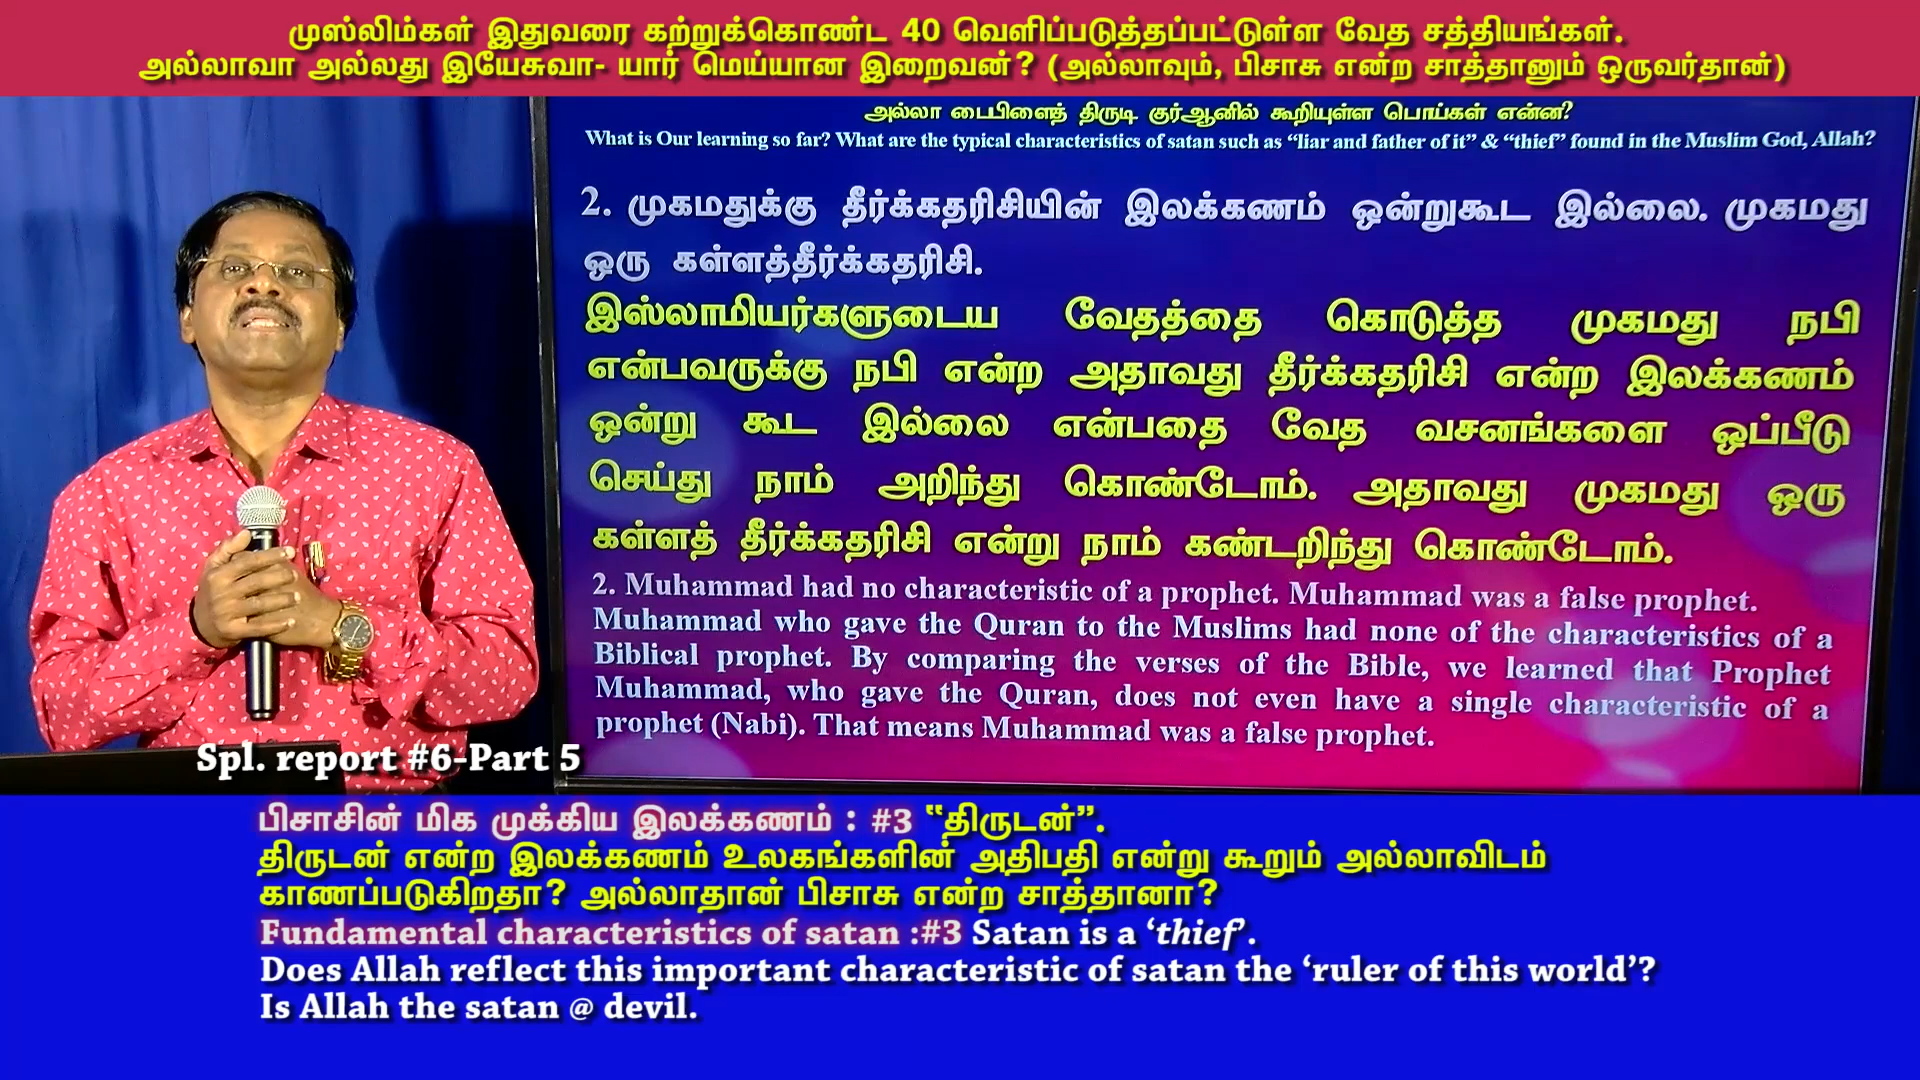 முஸ்லிம்கள் இதுவரை கற்றுக்கொண்ட 40 வெளிப்படுத்தப்பட்டுள்ள வேத சத்தியங்கள்.
அல்லாவா அல்லது இயேசுவா- யார் மெய்யான இறைவன்? (அல்லாவும், பிசாசு என்ற சாத்தானும் ஒருவர்தான்)
அல்லா பைபிளைத் திருடி குர்ஆனில் கூறியுள்ள பொய்கள் என்ன?
What is Our learning so far? What are the typical characteristics of satan such as “liar and father of it” & “thief” found in the Muslim God, Allah?
2. முகமதுக்கு தீர்க்கதரிசியின் இலக்கணம் ஒன்றுகூட இல்லை. முகமது
ஒரு கள்ளத்தீர்க்கதரிசி.
இஸ்லாமியர்களுடைய வேதத்தை கொடுத்த முகமது நபி
என்பவருக்கு நபி என்ற அதாவது தீர்க்கதரிசி என்ற இலக்கணம்
ஒன்று கூட இல்லை என்பதை வேத வசனங்களை ஒப்பீடு
செய்து நாம் அறிந்து கொண்டோம். அதாவது முகமது ஒரு
கள்ளத் தீர்க்கதரிசி என்று நாம் கண்டறிந்து கொண்டோம்.
2. Muhammad had no characteristic of a prophet. Muhammad was a false prophet.
Muhammad who gave the Quran to the Muslims had none of the characteristics of a
Biblical prophet. By comparing the verses of the Bible, we learned that Prophet
Muhammad, who gave the Quran, does not even have a single characteristic of a
prophet (Nabi). That means Muhammad was a false prophet.
Spl. report #6-Part 5
பிசாசின் மிக முக்கிய இலக்கணம் : #3 “திருடன்”.
திருடன் என்ற இலக்கணம் உலகங்களின் அதிபதி என்று கூறும் அல்லாவிடம்
காணப்படுகிறதா? அல்லாதான் பிசாசு என்ற சாத்தானா?
Fundamental characteristics of satan :#3 Satan is a ‘thief’.
Does Allah reflect this important characteristic of satan the ‘ruler of this world’?
Is Allah the satan @ devil.